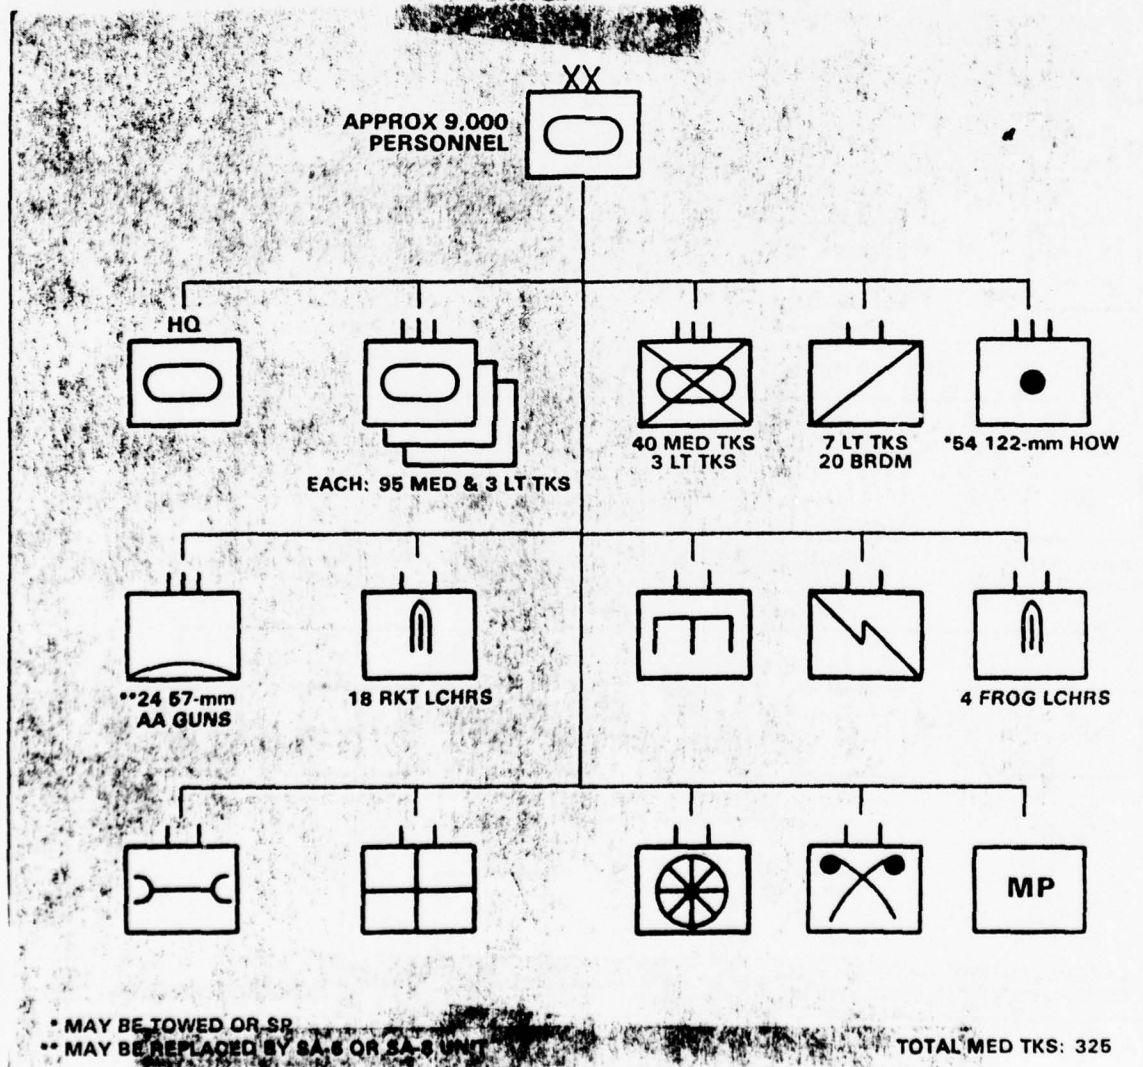 APPROX 9,000
PERSONNEL
HQ
40 MED TKS
3 LT TKS
7 LT TKS
20 BRDM
*54 122-mm HOW
EACH: 95 MED & 3 LT TKS
**24 57-mm
AA GUNS
18 RKT LCHRS
4 FROG LCHRS
MP
* MAY BE TOWED OR SP
** MAY BE REPLACED BY SA-6 OR SA-8 UNIT
TOTAL MED TKS: 325